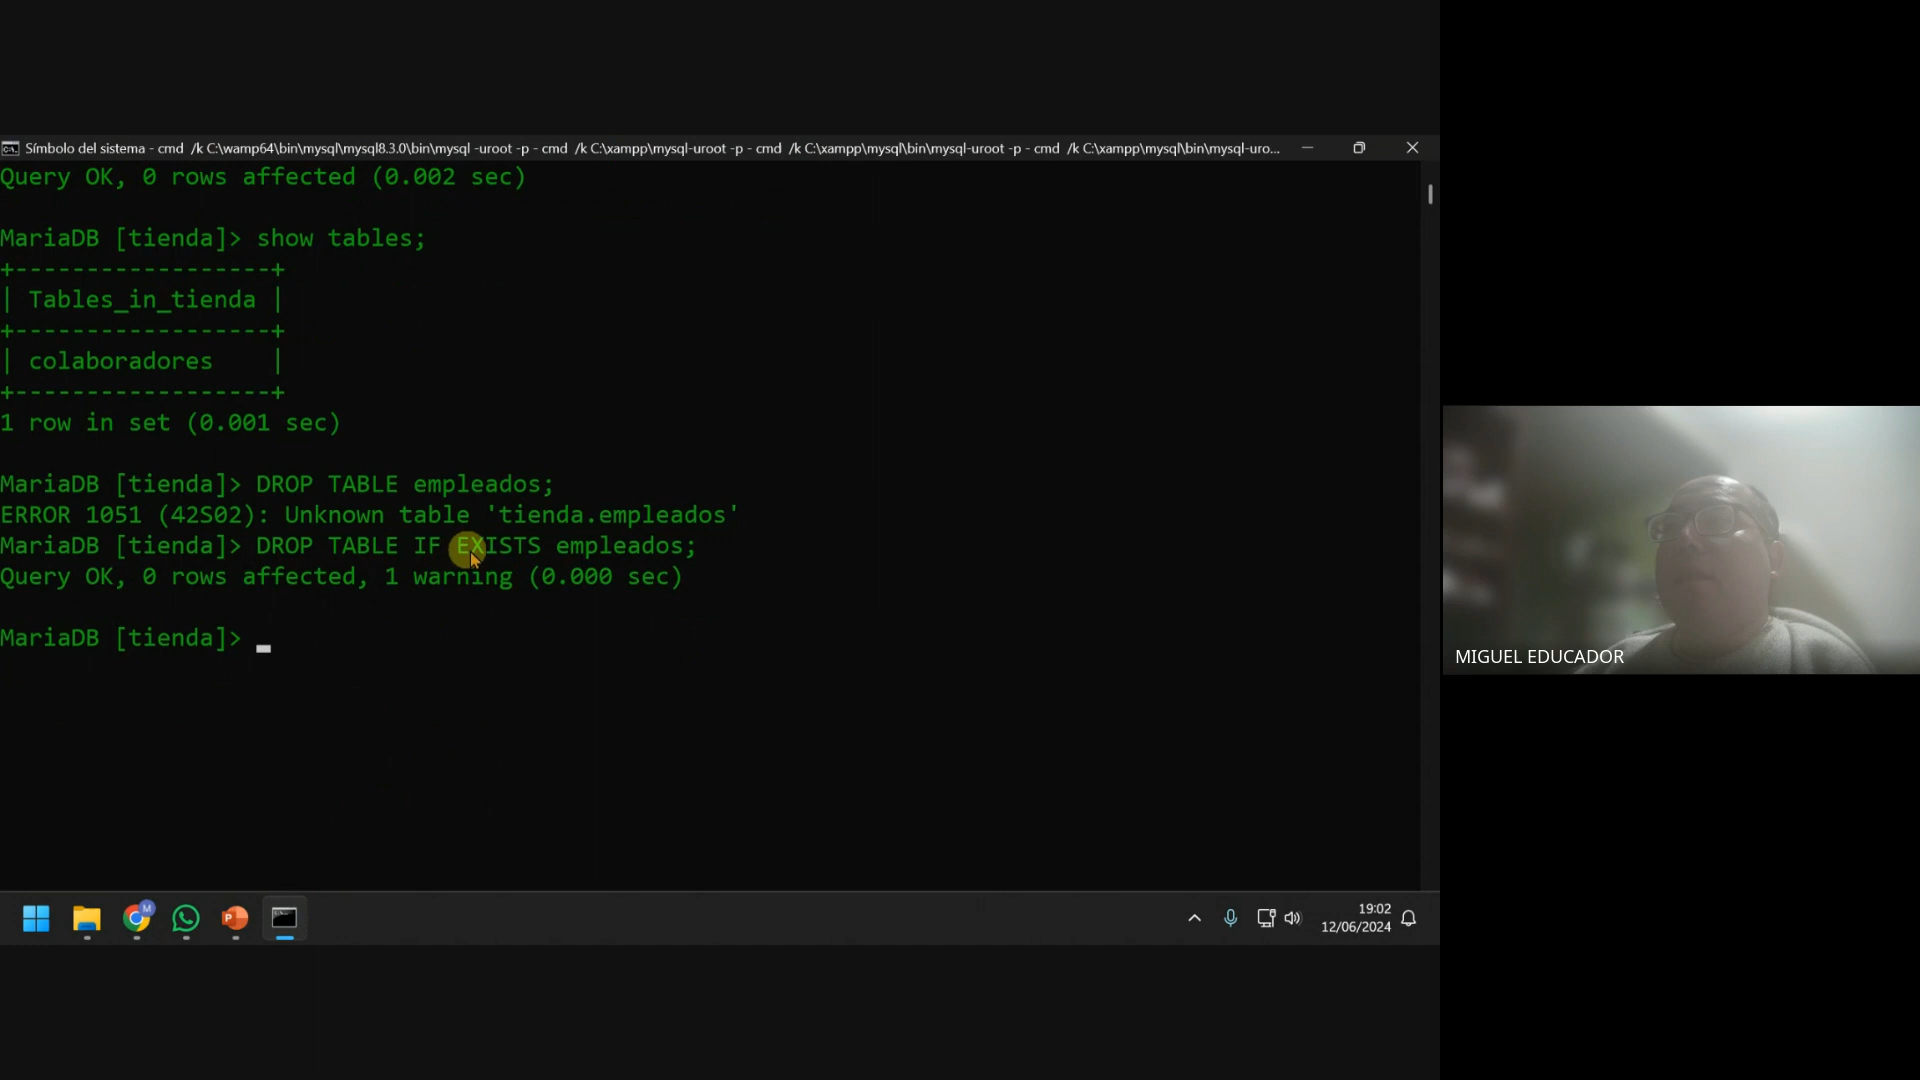 Símbolo del sistema - cmd /k C:\wamp64\bin\mysql\mysql8.3.0\bin\mysql -uroot -p - cmd /k C:\xampp\mysql-uroot -p - cmd /k C:\xampp\mysql\bin\mysql-uroot -p - cmd /k C:\xampp\mysql\bin\mysql-uro...
Query OK, 0 rows affected (0.002 sec)
MariaDB [tienda]> show tables;
+------------------+
| Tables_in_tienda |
+------------------+
| colaboradores    |
+------------------+
1 row in set (0.001 sec)
MariaDB [tienda]> DROP TABLE empleados;
ERROR 1051 (42S02): Unknown table 'tienda.empleados'
MariaDB [tienda]> DROP TABLE IF EXISTS empleados;
Query OK, 0 rows affected, 1 warning (0.000 sec)
MariaDB [tienda]>
MIGUEL EDUCADOR
M
P
19:02
12/06/2024